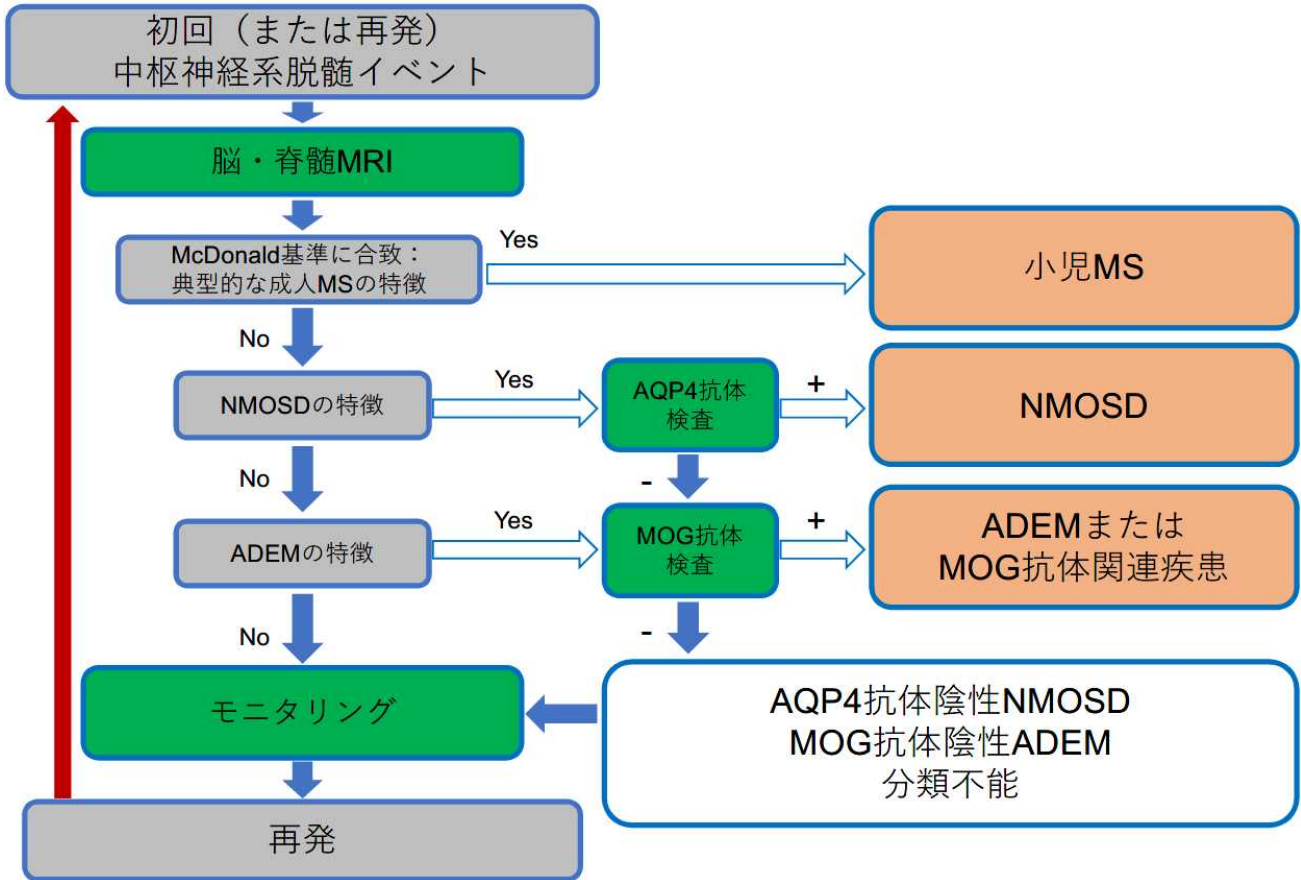 初回（または再発）
中枢神経系脱髄イベント
脳・脊髄MRI
McDonald基準に合致：
典型的な成人MSの特徴
Yes
小児MS
No
NMOSDの特徴
Yes
AQP4抗体
検査
+
NMOSD
No
-
ADEMの特徴
Yes
MOG抗体
検査
+
ADEMまたは
MOG抗体関連疾患
No
-
モニタリング
AQP4抗体陰性NMOSD
MOG抗体陰性ADEM
分類不能
再発